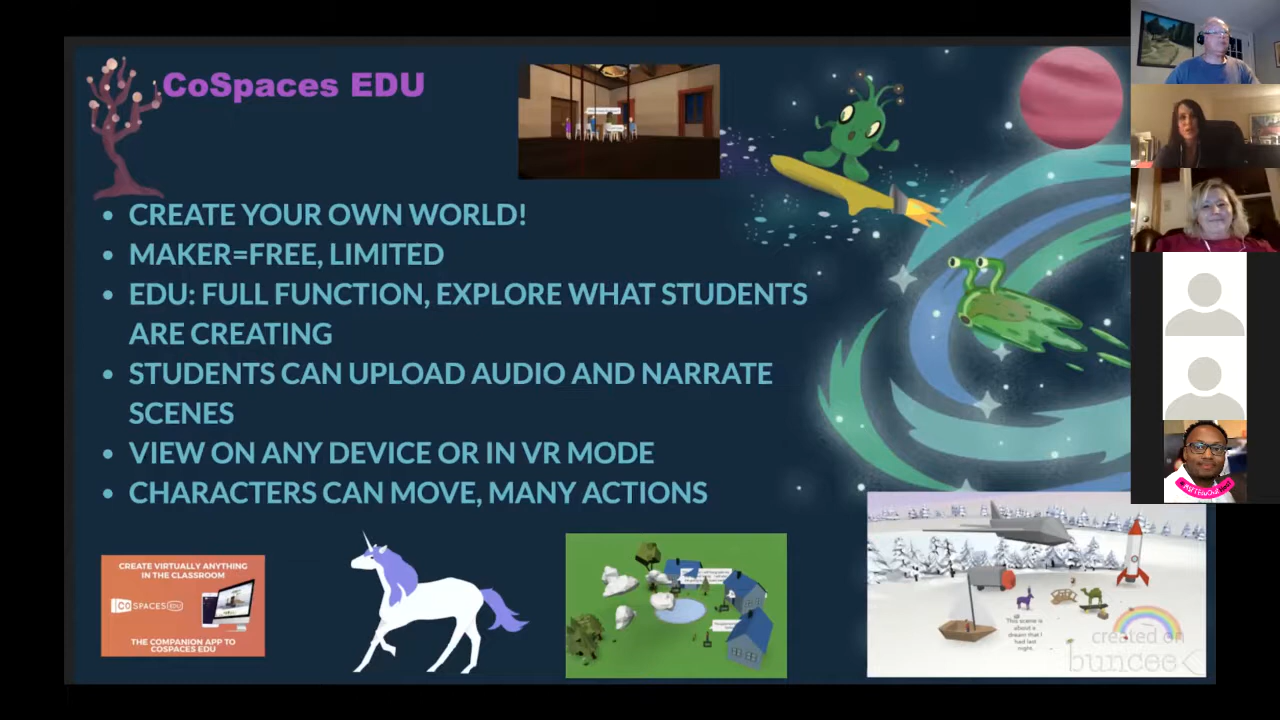 CoSpaces EDU
• CREATE YOUR OWN WORLD!
• MAKER=FREE, LIMITED
• EDU: FULL FUNCTION, EXPLORE WHAT STUDENTS
ARE CREATING
• STUDENTS CAN UPLOAD AUDIO AND NARRATE
SCENES
• VIEW ON ANY DEVICE OR IN VR MODE
• CHARACTERS CAN MOVE, MANY ACTIONS
CREATE VIRTUALLY ANYTHING
IN THE CLASSROOM
COSPACES EDU
THE COMPANION APP TO
COSPACES EDU
This scene is
about a
dream that I
had last
night.
created on
buncee